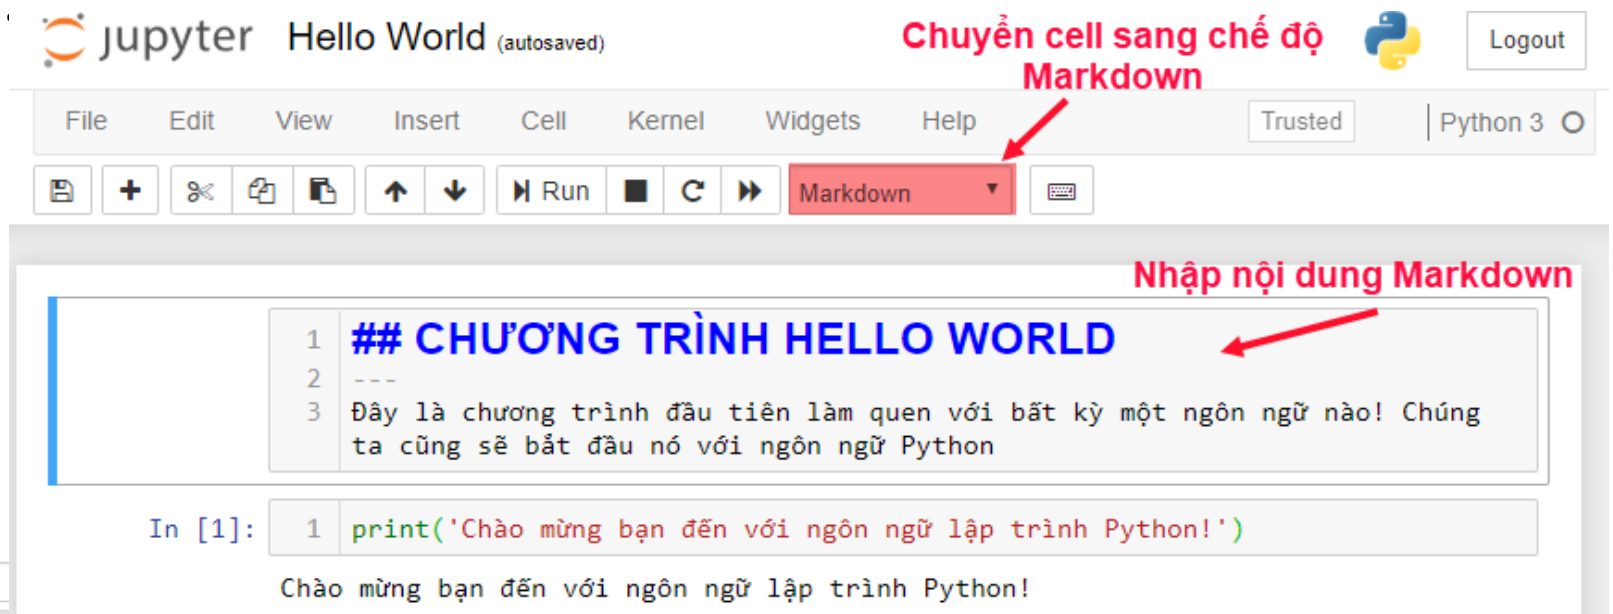 jupyter Hello World (autosaved)
Chuyển cell sang chế độ
Markdown
Logout
File Edit View Insert Cell Kernel Widgets Help Trusted Python 3
Run Markdown
Nhập nội dung Markdown
1 ## CHƯƠNG TRÌNH HELLO WORLD
2 ---
3 Đây là chương trình đầu tiên làm quen với bất kỳ một ngôn ngữ nào! Chúng
ta cũng sẽ bắt đầu nó với ngôn ngữ Python
In [1]: 1 print('Chào mừng bạn đến với ngôn ngữ lập trình Python!')
Chào mừng bạn đến với ngôn ngữ lập trình Python!